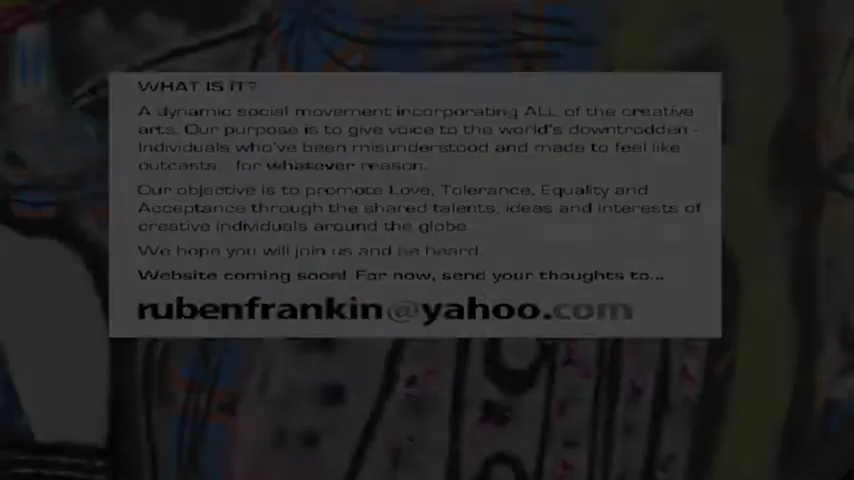 WHAT IS IT?
A dynamic social movement incorporating ALL of the creative
arts. Our purpose is to give voice to the world's downtrodden -
Individuals who've been misunderstood and made to feel like
outcasts... for whatever reason.
Our objective is to promote Love, Tolerance, Equality and
Acceptance through the shared talents, ideas and interests of
creative individuals around the globe.
We hope you will join us and be heard.
Website coming soon! For now, send your thoughts to...
rubenfrankin@yahoo.com